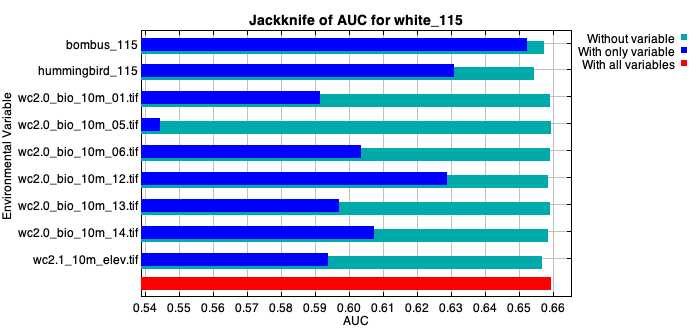 Jackknife of AUC for white_115
Without variable
With only variable
With all variables
Environmental Variable
bombus_115
hummingbird_115
wc2.0_bio_10m_01.tif
wc2.0_bio_10m_05.tif
wc2.0_bio_10m_06.tif
wc2.0_bio_10m_12.tif
wc2.0_bio_10m_13.tif
wc2.0_bio_10m_14.tif
wc2.1_10m_elev.tif
0.54 0.55 0.56 0.57 0.58 0.59 0.60 0.61 0.62 0.63 0.64 0.65 0.66
AUC